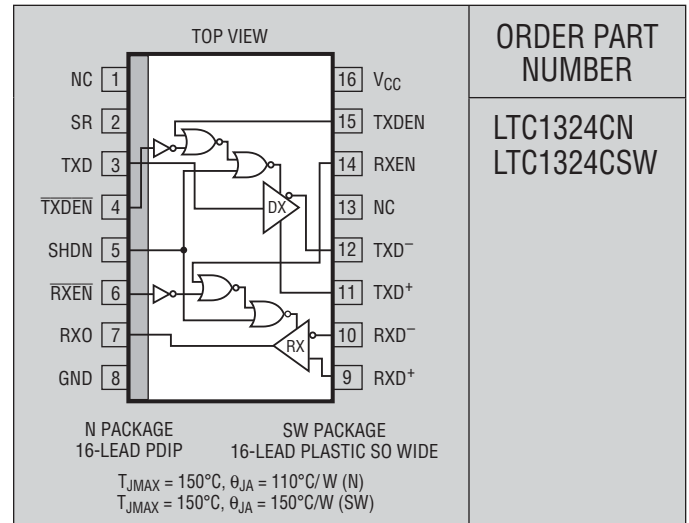 TOP VIEW
ORDER PART
NUMBER
LTC1324CN
LTC1324CSW
NC 1
SR 2
TXD 3
T̅X̅D̅E̅N̅ 4
SHDN 5
R̅X̅E̅N̅ 6
RXO 7
GND 8
16 VCC
15 TXDEN
14 RXEN
13 NC
12 TXD⁻
11 TXD⁺
10 RXD⁻
9 RXD⁺
DX
RX
N PACKAGE
16-LEAD PDIP
SW PACKAGE
16-LEAD PLASTIC SO WIDE
TJMAX = 150°C, θJA = 110°C/ W (N)
TJMAX = 150°C, θJA = 150°C/W (SW)